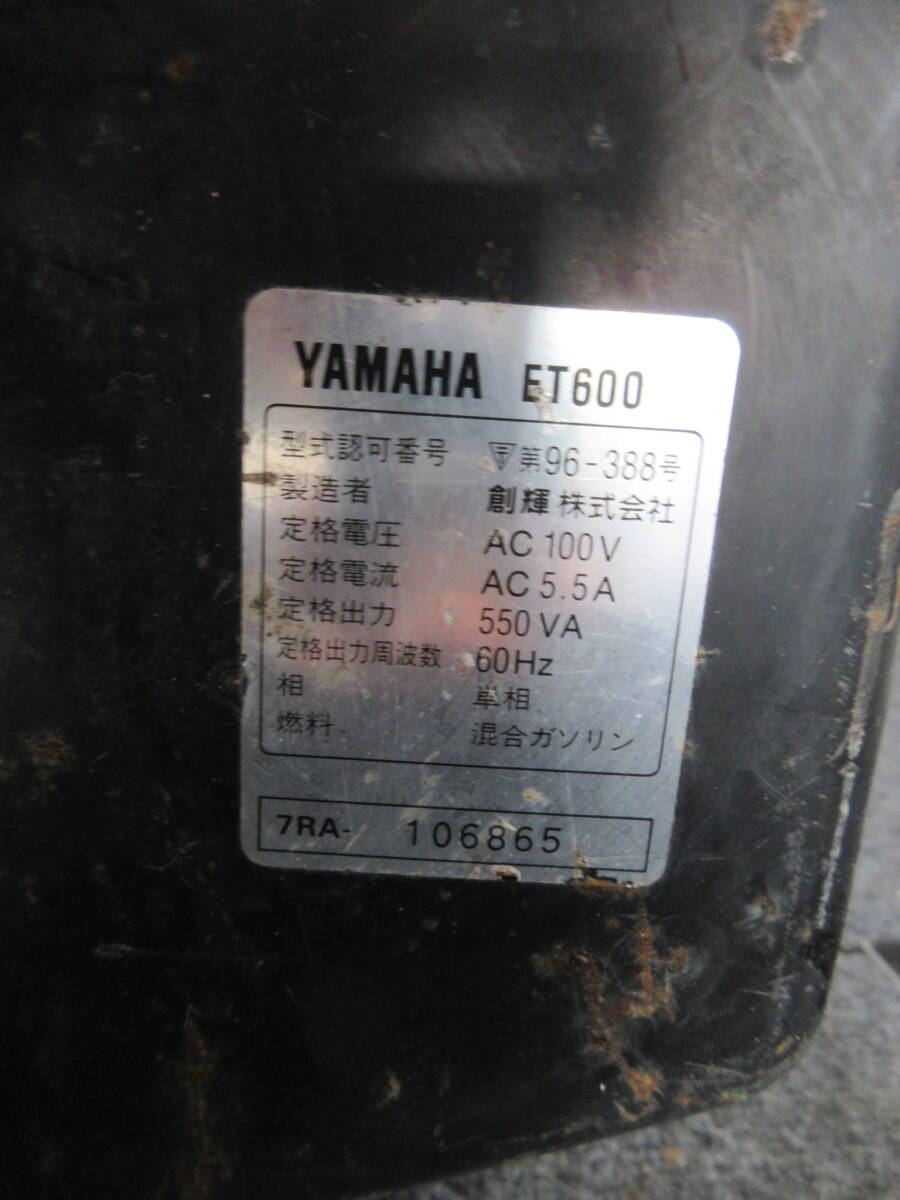 YAMAHA ET600
型式認可番号 第96-388号
製造者 創輝株式会社
定格電圧 AC 100V
定格電流 AC 5.5A
定格出力 550 VA
定格出力周波数 60Hz
相 単相
燃料 混合ガソリン
7RA- 106865